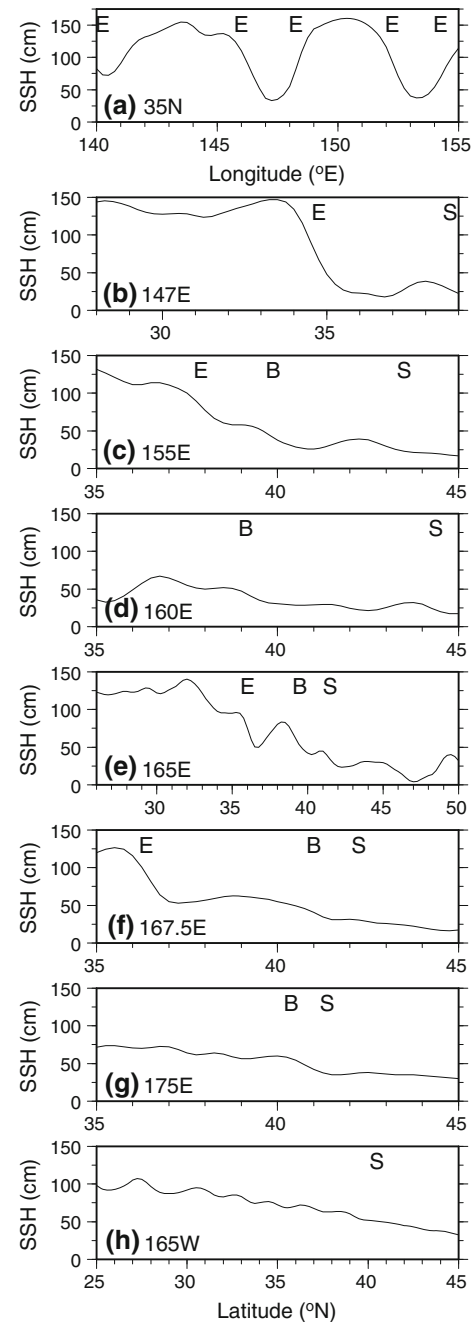 150
100
50
0
SSH (cm)
E E E E E
(a) 35N
140 145 150 155
Longitude (ºE)
150
100
50
0
SSH (cm)
E S
(b) 147E
30 35
150
100
50
0
SSH (cm)
E B S
(c) 155E
35 40 45
150
100
50
0
SSH (cm)
B S
(d) 160E
35 40 45
150
100
50
0
SSH (cm)
E B S
(e) 165E
30 35 40 45 50
150
100
50
0
SSH (cm)
E B S
(f) 167.5E
35 40 45
150
100
50
0
SSH (cm)
B S
(g) 175E
35 40 45
150
100
50
0
SSH (cm)
S
(h) 165W
25 30 35 40 45
Latitude (ºN)